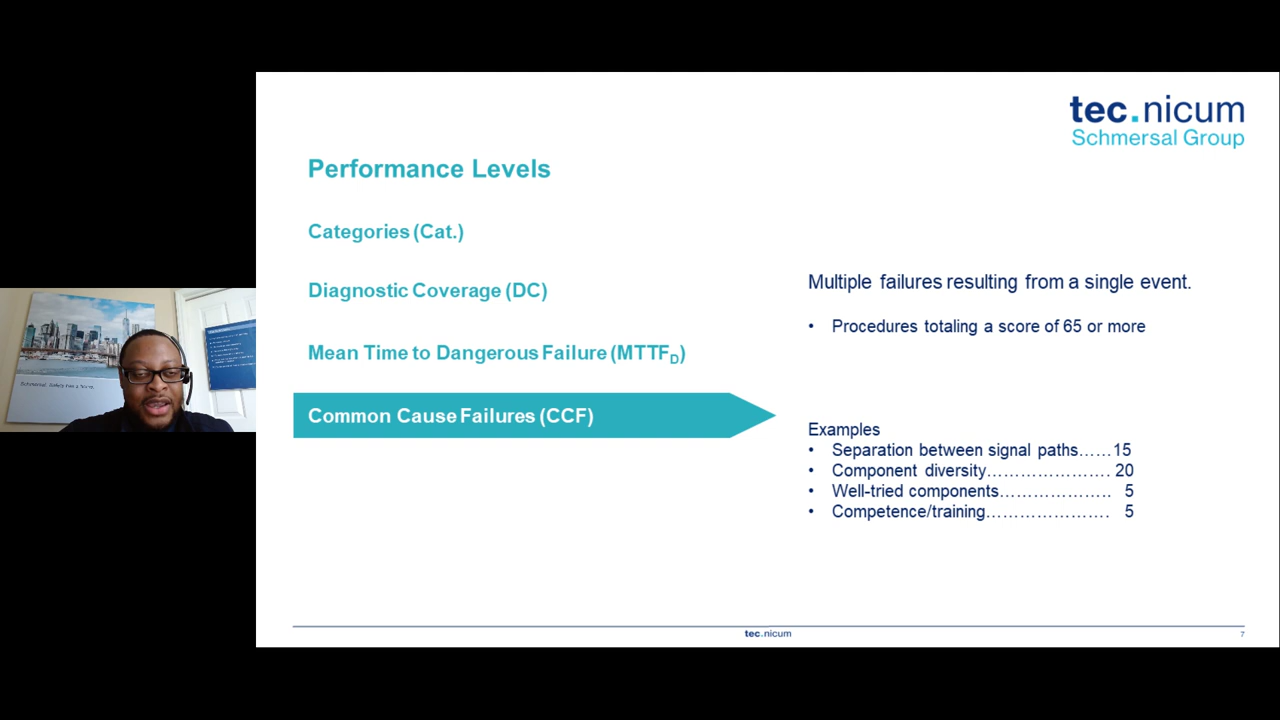 tec.nicum
Schmersal Group
Performance Levels
Categories (Cat.)
Diagnostic Coverage (DC)
Mean Time to Dangerous Failure (MTTFD)
Common Cause Failures (CCF)
Multiple failures resulting from a single event.
• Procedures totaling a score of 65 or more
Examples
• Separation between signal paths……15
• Component diversity…………………. 20
• Well-tried components……………….. 5
• Competence/training…………………. 5
tec.nicum
7